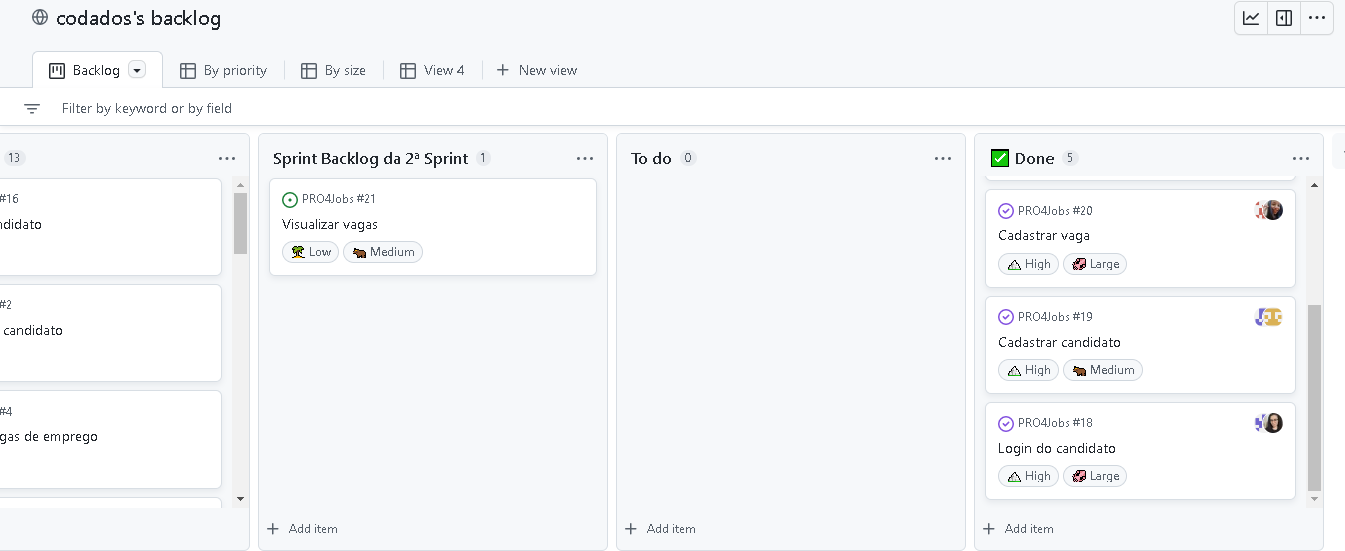 codados's backlog
Backlog
By priority
By size
View 4
New view
Filter by keyword or by field
13
#16
ndidato
#2
candidato
#4
gas de emprego
Sprint Backlog da 2ª Sprint 1
PRO4Jobs #21
Visualizar vagas
Low Medium
Add item
To do 0
Add item
Done 5
PRO4Jobs #20
Cadastrar vaga
High Large
PRO4Jobs #19
Cadastrar candidato
High Medium
PRO4Jobs #18
Login do candidato
High Large
Add item